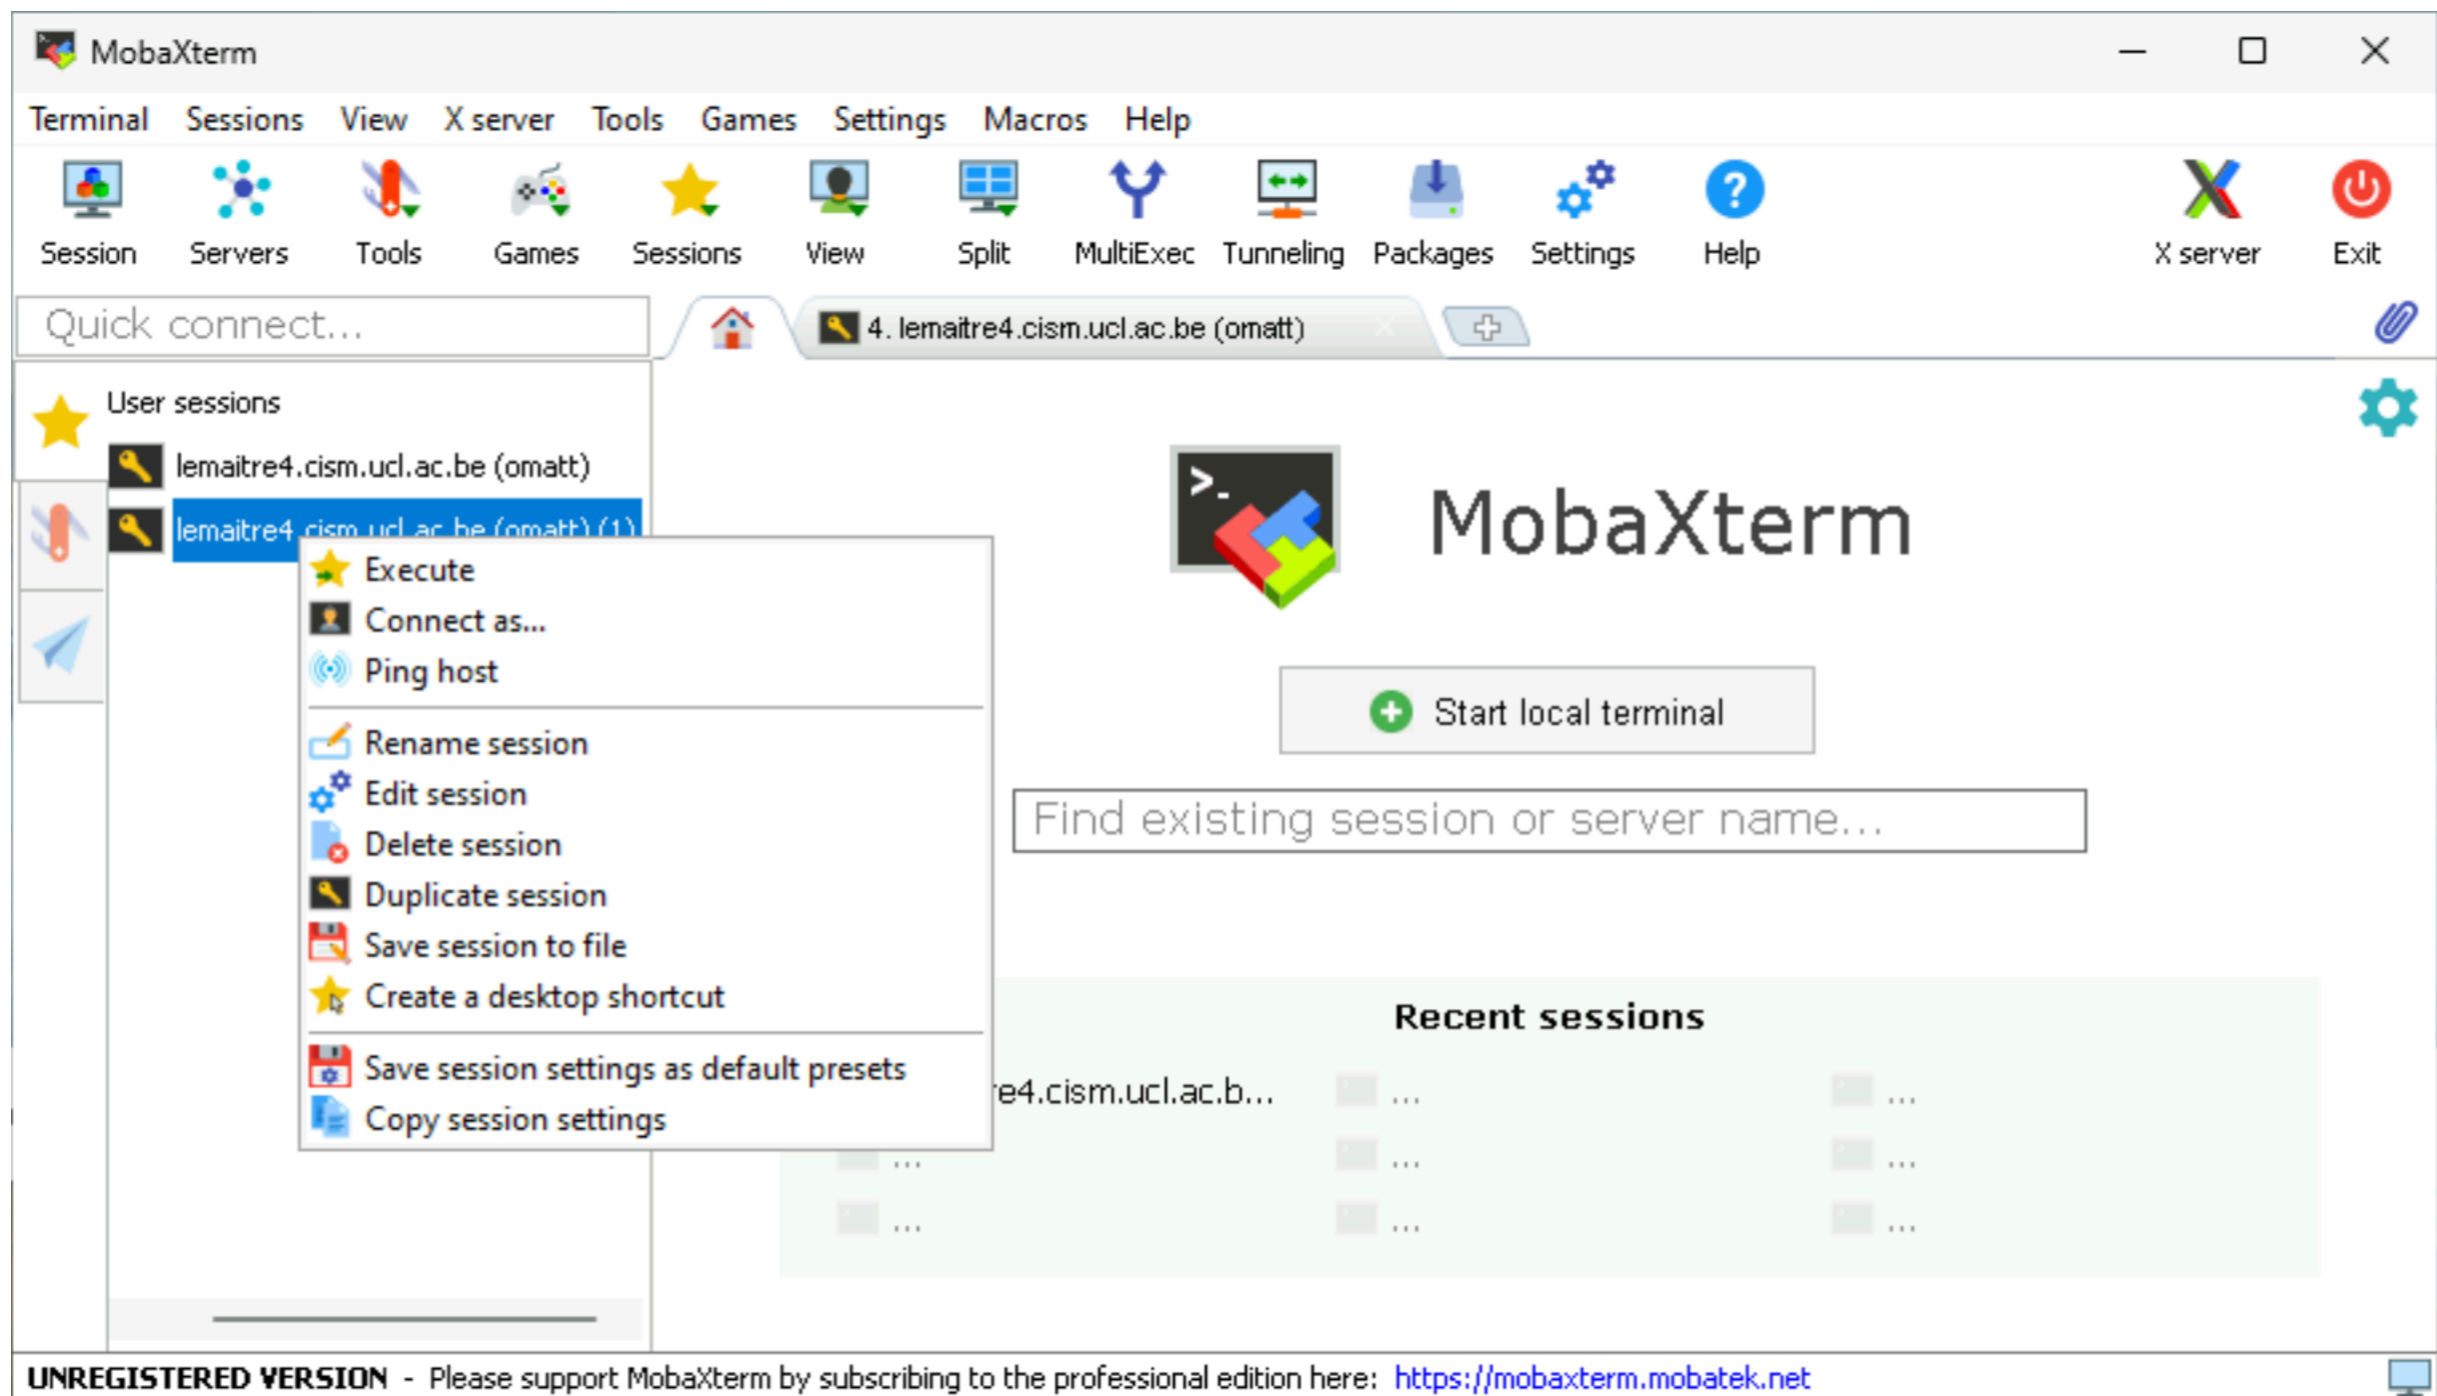 MobaXterm
Terminal Sessions View X server Tools Games Settings Macros Help
Session Servers Tools Games Sessions View Split MultiExec Tunneling Packages Settings Help X server Exit
Quick connect...
4. lemaitre4.cism.ucl.ac.be (omatt)
User sessions
lemaitre4.cism.ucl.ac.be (omatt)
lemaitre4.cism.ucl.ac.be (omatt) (1)
Execute
Connect as...
Ping host
Rename session
Edit session
Delete session
Duplicate session
Save session to file
Create a desktop shortcut
Save session settings as default presets
Copy session settings
>_
MobaXterm
Start local terminal
Find existing session or server name...
Recent sessions
re4.cism.ucl.ac.b... ... ...
... ... ...
... ... ...
UNREGISTERED VERSION - Please support MobaXterm by subscribing to the professional edition here: https://mobaxterm.mobatek.net